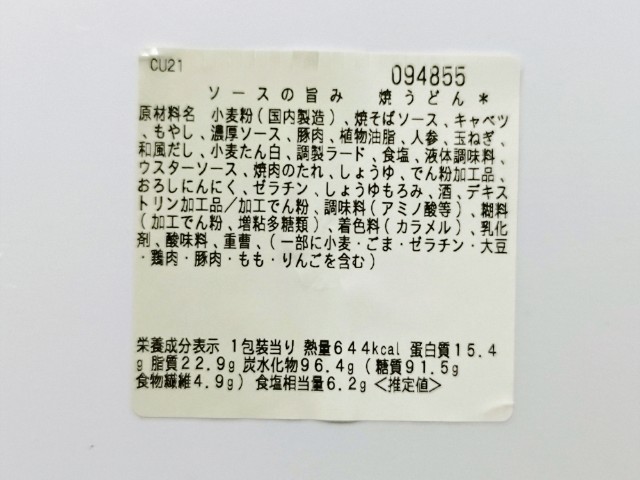 CU21
094855
ソースの旨み 焼うどん*
原材料名 小麦粉(国内製造)、焼そばソース、キャベツ
、もやし、濃厚ソース、豚肉、植物油脂、人参、玉ねぎ、
和風だし、小麦たん白、調製ラード、食塩、液体調味料、
ウスターソース、焼肉のたれ、しょうゆ、でん粉加工品、
おろしにんにく、ゼラチン、しょうゆもろみ、酒、デキス
トリン加工品/加工でん粉、調味料(アミノ酸等)、糊料
(加工でん粉、増粘多糖類)、着色料(カラメル)、乳化
剤、酸味料、重曹、(一部に小麦・ごま・ゼラチン・大豆
・鶏肉・豚肉・もも・りんごを含む)
栄養成分表示 1包装当り 熱量644kcal 蛋白質15.4
g 脂質22.9g 炭水化物96.4g(糖質91.5g
食物繊維4.9g) 食塩相当量6.2g<推定値>